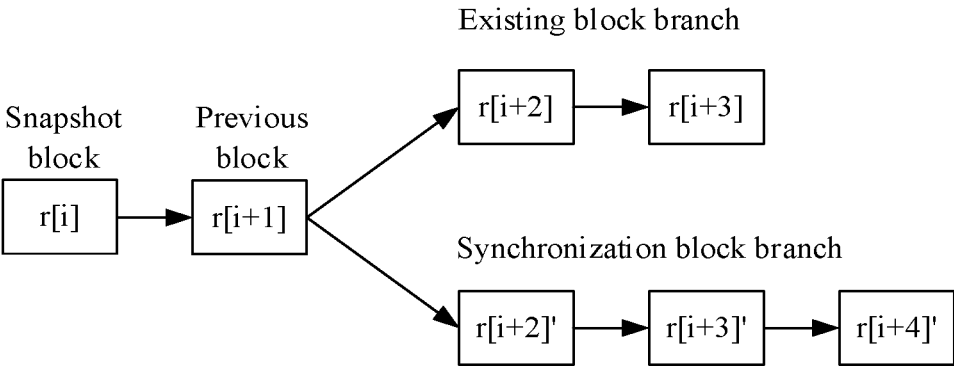 Existing block branch
r[i+2]
r[i+3]
Snapshot
block
Previous
block
r[i]
r[i+1]
Synchronization block branch
r[i+2]'
r[i+3]'
r[i+4]'